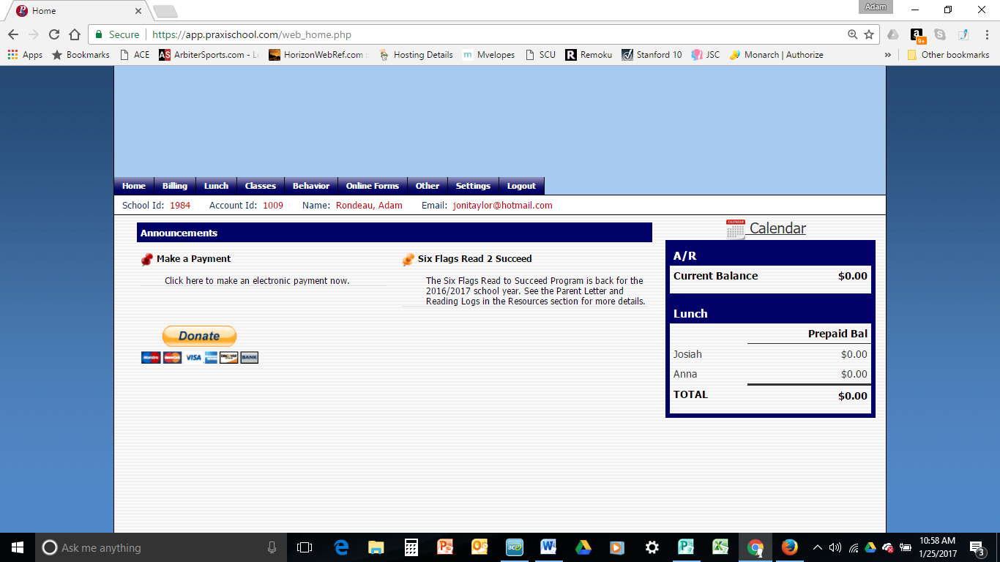 Home
Adam
Secure https://app.praxischool.com/web_home.php
9+
Apps Bookmarks ACE ArbiterSports.com - HorizonWebRef.com Hosting Details Mvelopes SCU Remoku Stanford 10 JSC Monarch | Authorize » Other bookmarks
Home Billing Lunch Classes Behavior Online Forms Other Settings Logout
School Id: 1984 Account Id: 1009 Name: Rondeau, Adam Email: jonitaylor@hotmail.com
Announcements
Make a Payment
Click here to make an electronic payment now.
Six Flags Read 2 Succeed
The Six Flags Read to Succeed Program is back for the
2016/2017 school year. See the Parent Letter and
Reading Logs in the Resources section for more details.
Donate
Maestro MasterCard VISA DISCOVER BANK
Calendar
A/R
Current Balance $0.00
Lunch
Prepaid Bal
Josiah $0.00
Anna $0.00
TOTAL $0.00
Ask me anything
10:58 AM
1/25/2017
3